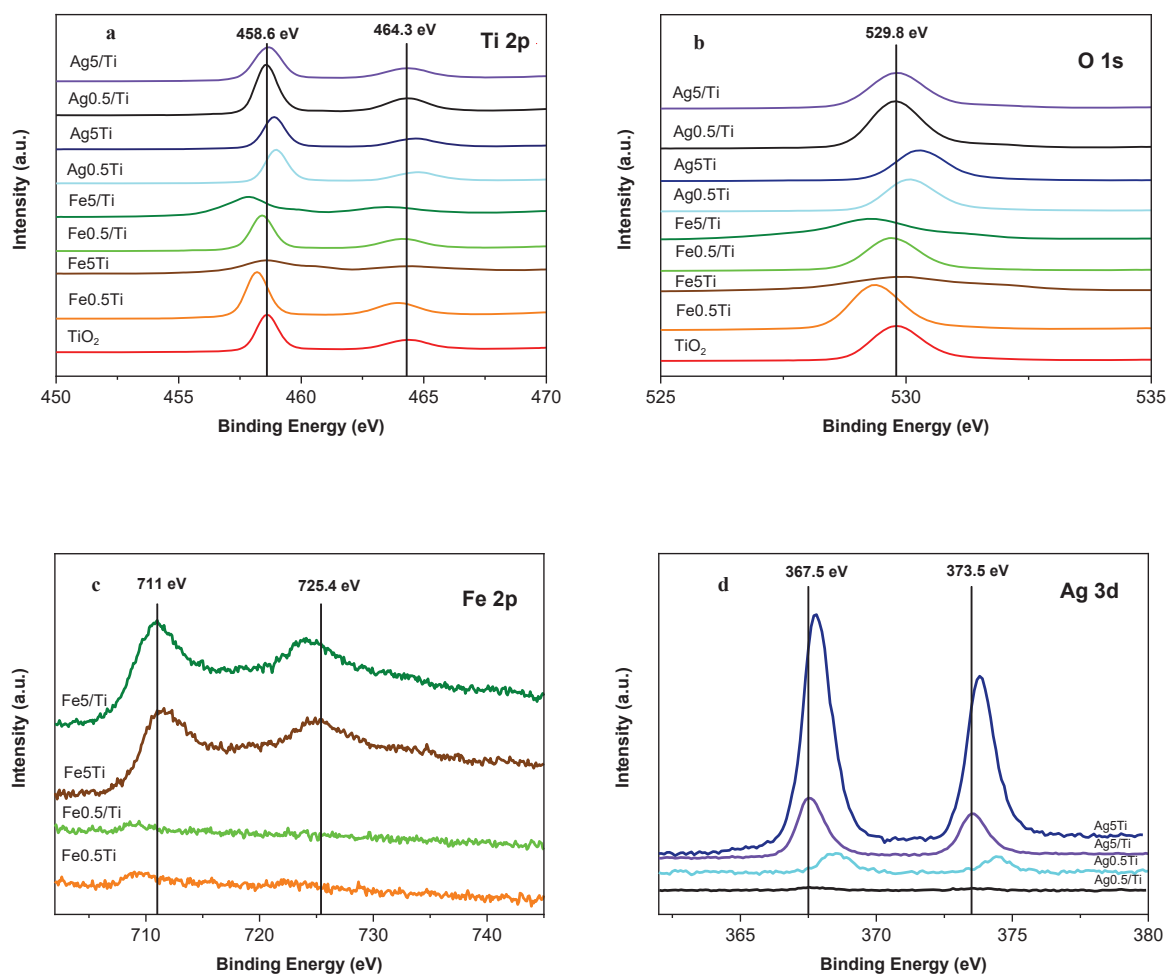 a
458.6 eV
464.3 eV
Ti 2p
Ag5/Ti
Ag0.5/Ti
Ag5Ti
Ag0.5Ti
Fe5/Ti
Fe0.5/Ti
Fe5Ti
Fe0.5Ti
TiO2
Intensity (a.u.)
450 455 460 465 470
Binding Energy (eV)
b
529.8 eV
O 1s
Ag5/Ti
Ag0.5/Ti
Ag5Ti
Ag0.5Ti
Fe5/Ti
Fe0.5/Ti
Fe5Ti
Fe0.5Ti
TiO2
Intensity (a.u.)
525 530 535
Binding Energy (eV)
c
711 eV
725.4 eV
Fe 2p
Fe5/Ti
Fe5Ti
Fe0.5/Ti
Fe0.5Ti
Intensity (a.u.)
710 720 730 740
Binding Energy (eV)
d
367.5 eV
373.5 eV
Ag 3d
Ag5Ti
Ag5/Ti
Ag0.5Ti
Ag0.5/Ti
Intensity (a.u.)
365 370 375 380
Binding Energy (eV)